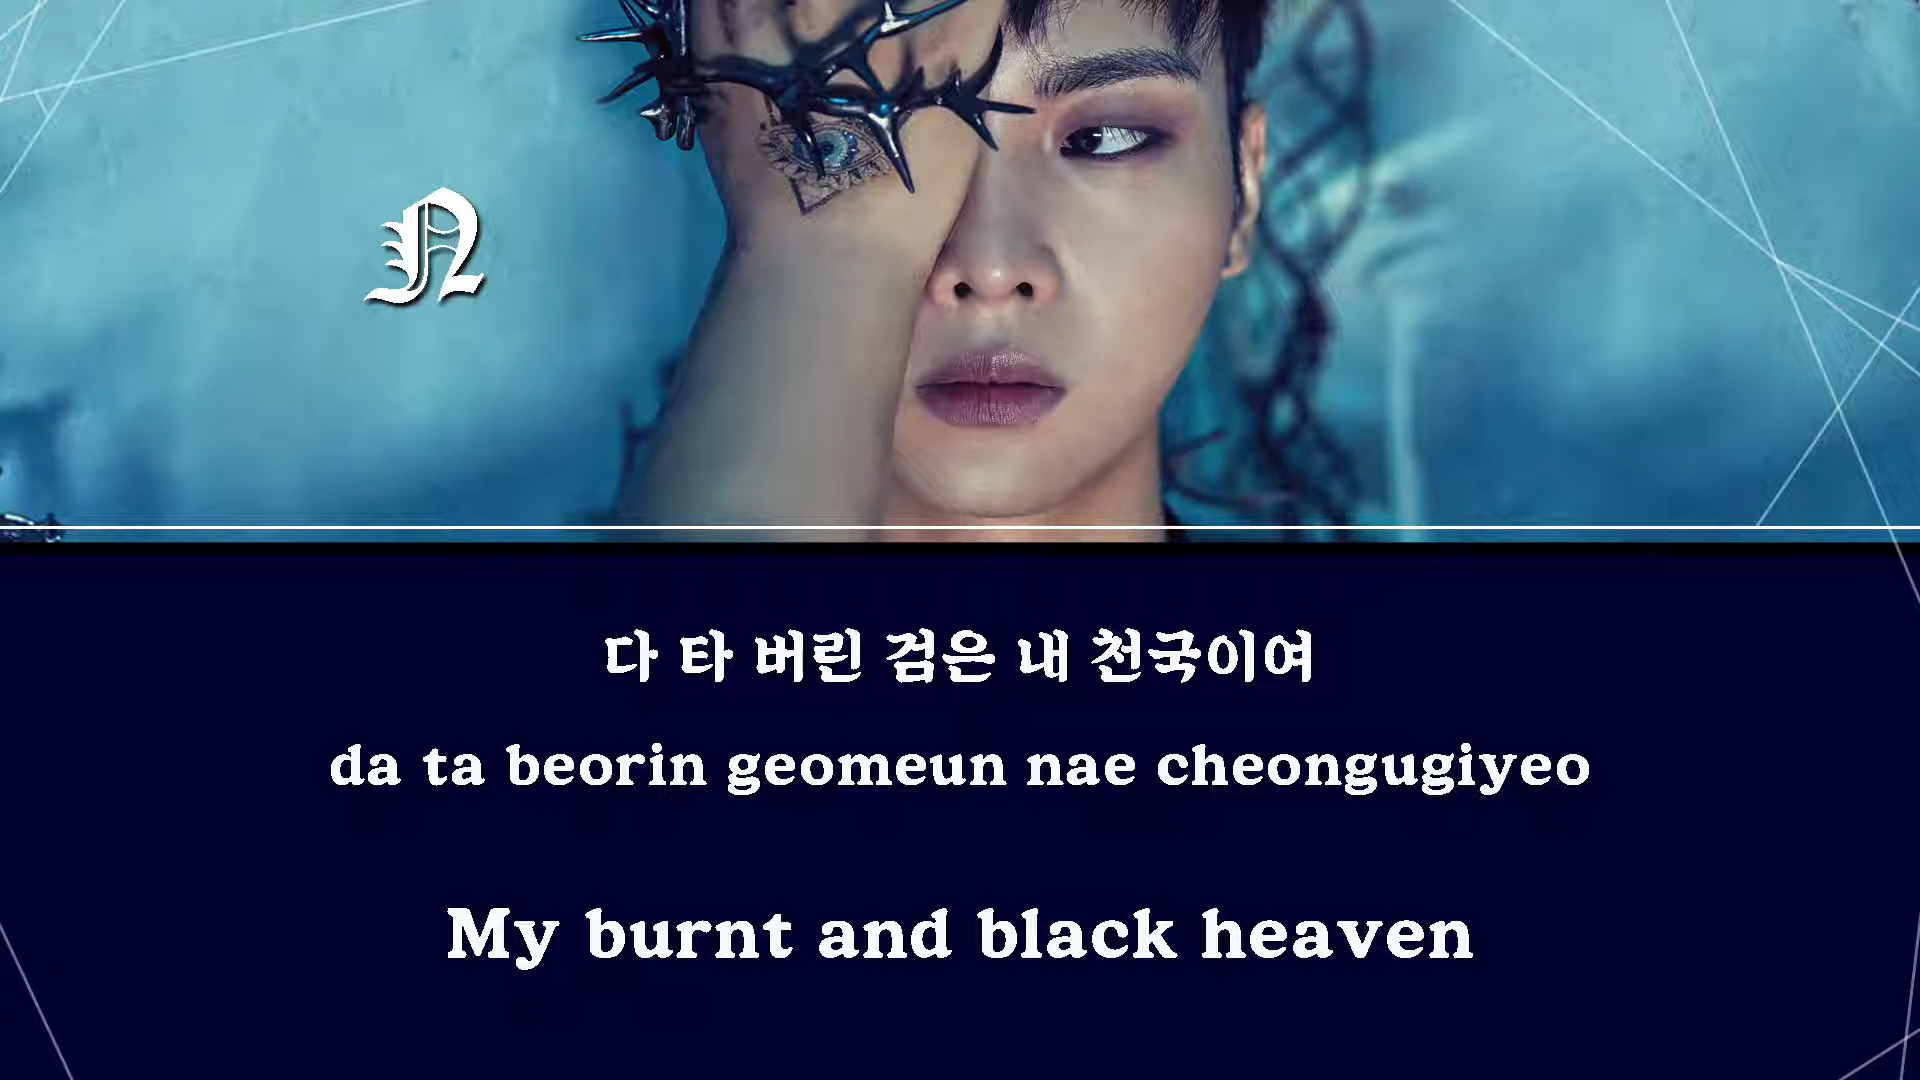 N
다 타 버린 검은 내 천국이여
da ta beorin geomeun nae cheongugiyeo
My burnt and black heaven